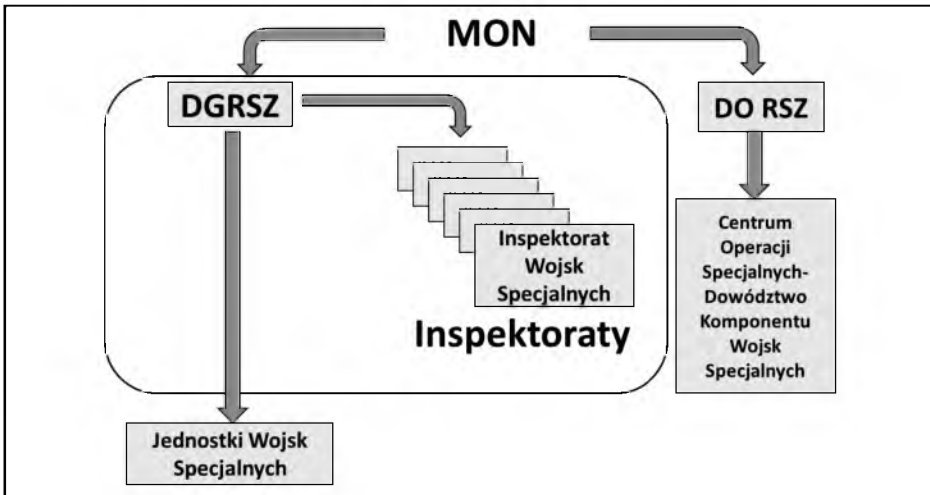 MON
DGRSZ
DO RSZ
Inspektorat
Wojsk
Specjalnych
Inspektoraty
Centrum
Operacji
Specjalnych-
Dowództwo
Komponentu
Wojsk
Specjalnych
Jednostki Wojsk
Specjalnych